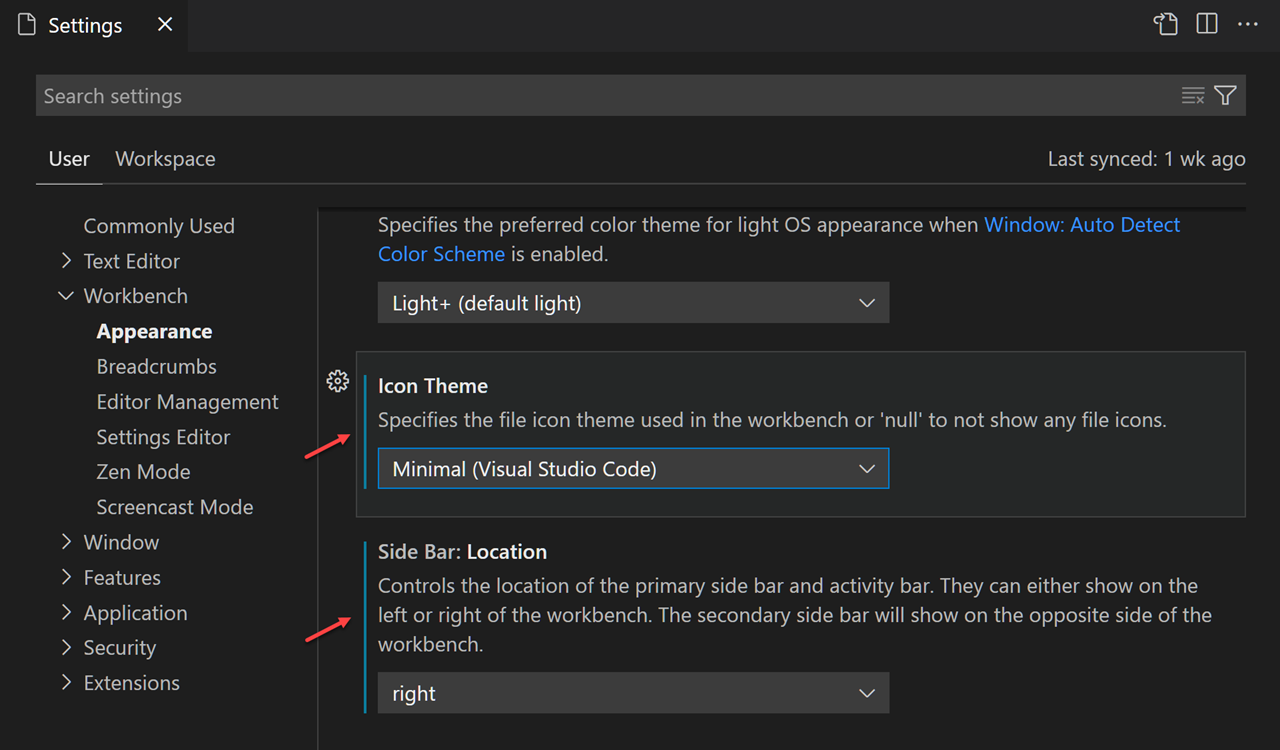 Settings
Search settings
User Workspace Last synced: 1 wk ago
Commonly Used
Text Editor
Workbench
Appearance
Breadcrumbs
Editor Management
Settings Editor
Zen Mode
Screencast Mode
Window
Features
Application
Security
Extensions
Specifies the preferred color theme for light OS appearance when Window: Auto Detect
Color Scheme is enabled.
Light+ (default light)
Icon Theme
Specifies the file icon theme used in the workbench or 'null' to not show any file icons.
Minimal (Visual Studio Code)
Side Bar: Location
Controls the location of the primary side bar and activity bar. They can either show on the
left or right of the workbench. The secondary side bar will show on the opposite side of the
workbench.
right